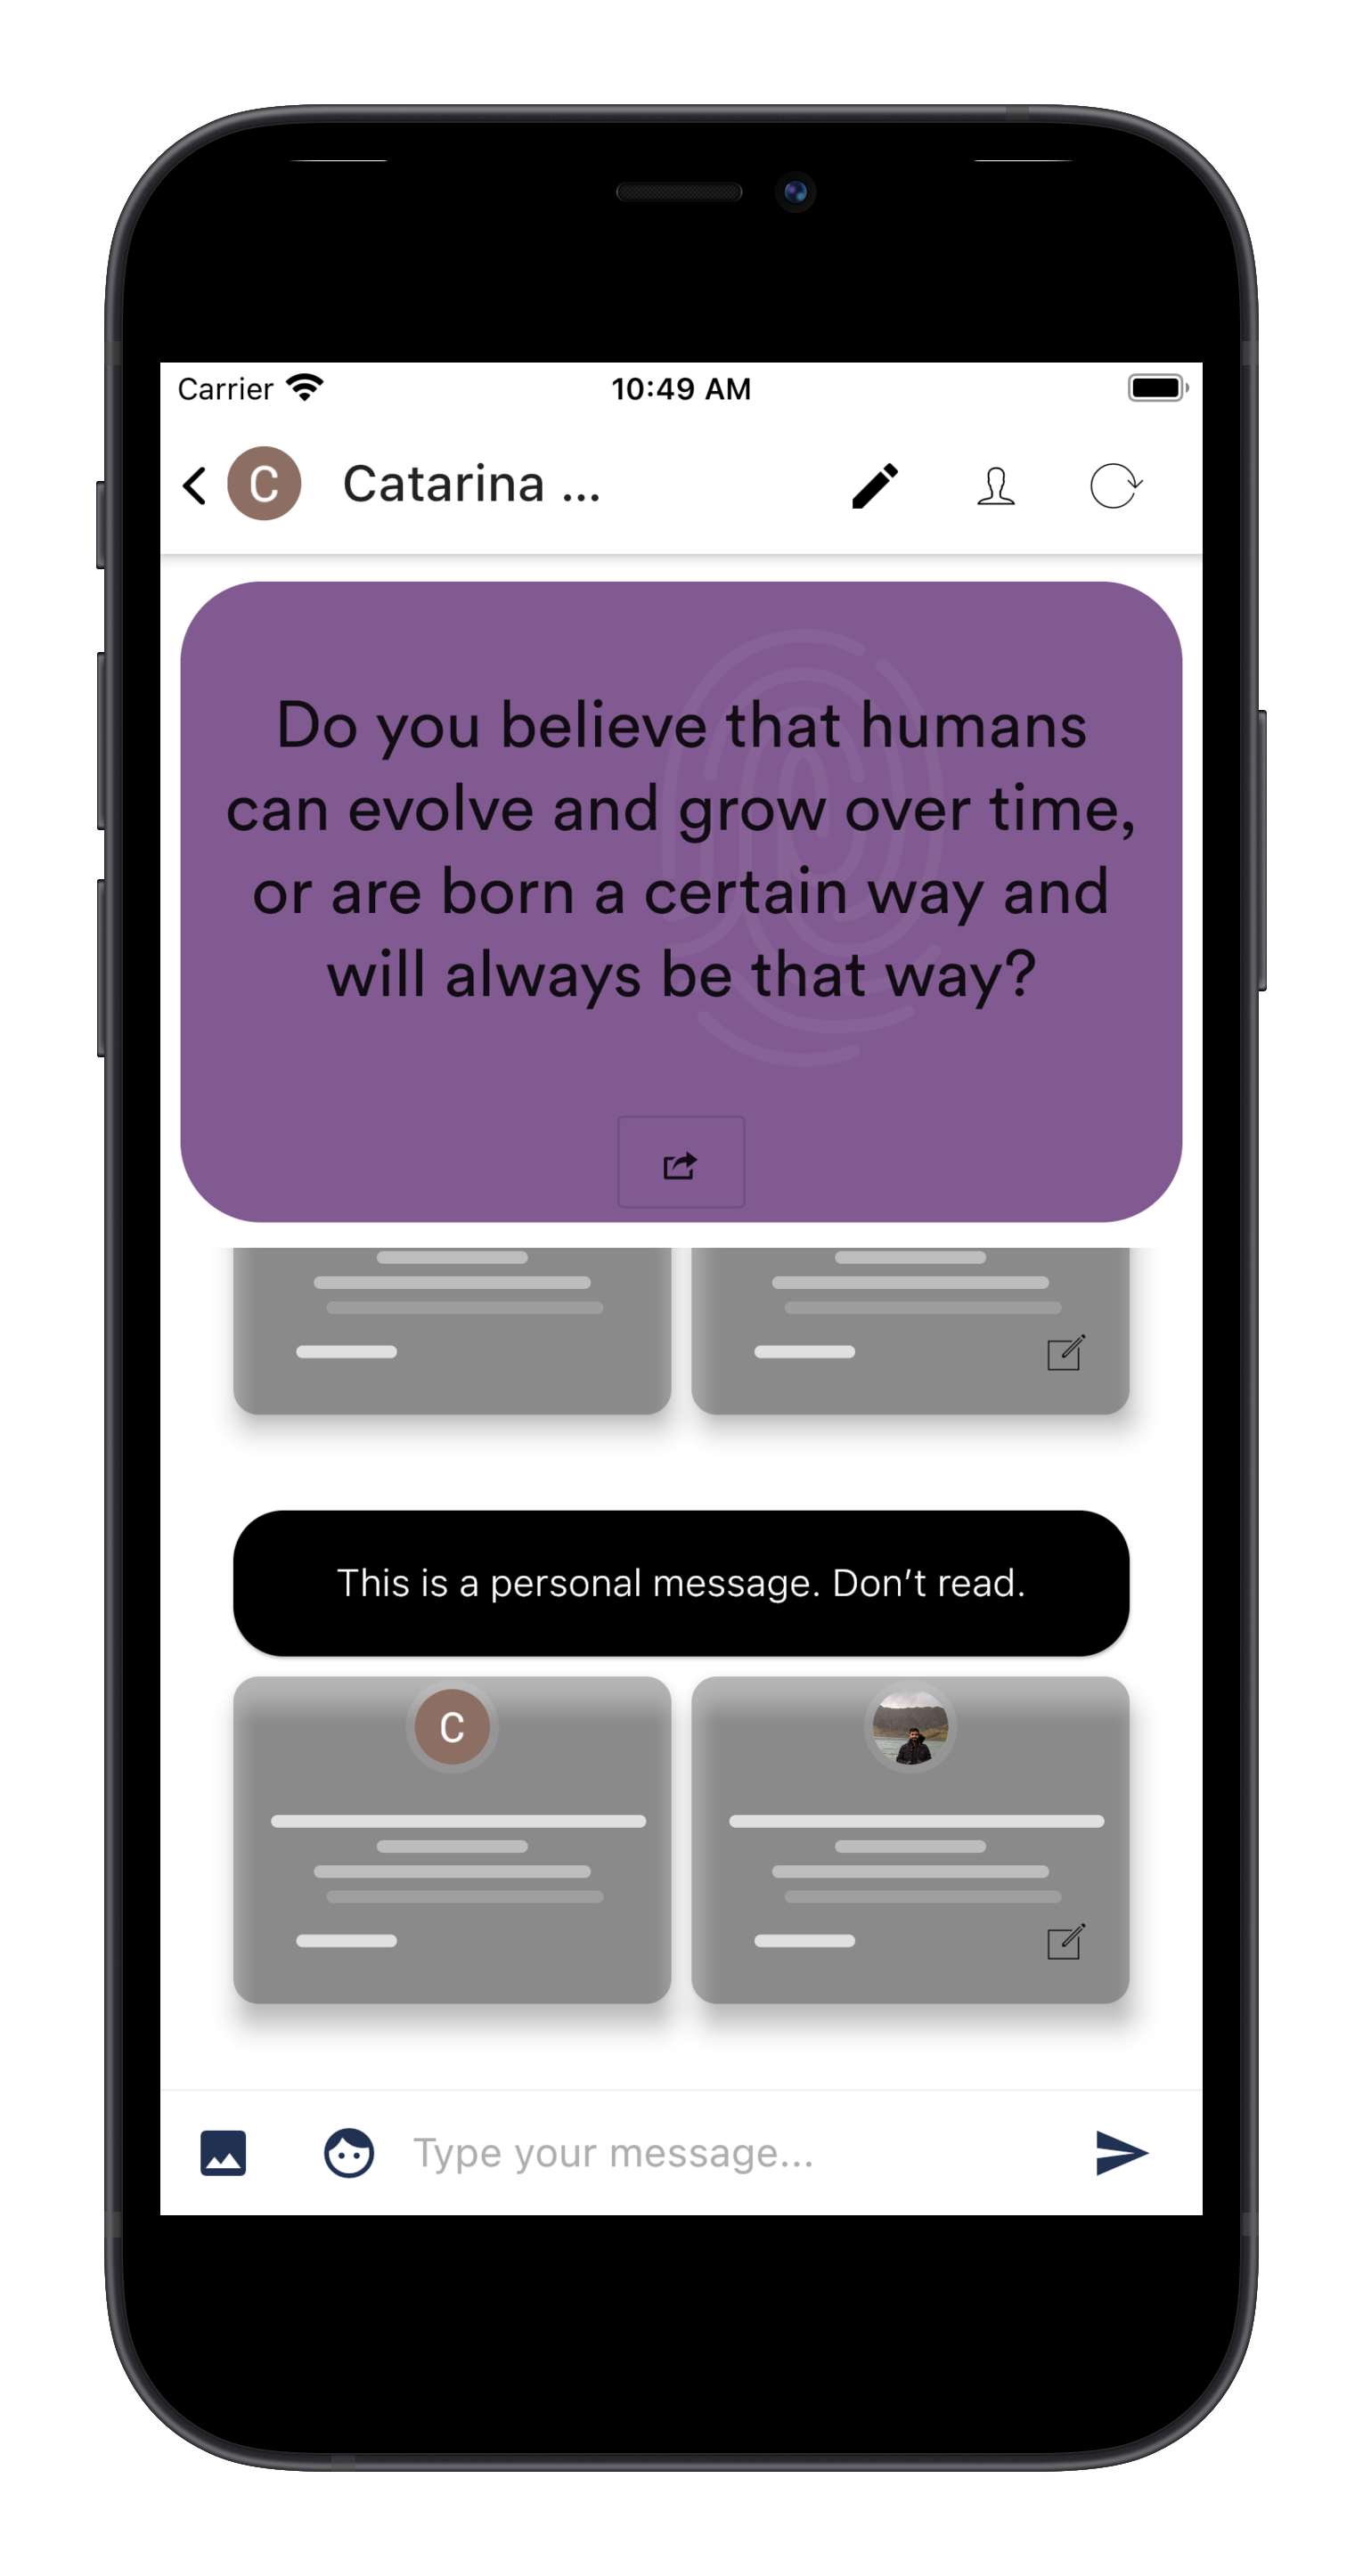 Carrier
10:49 AM
C
Catarina ...
Do you believe that humans
can evolve and grow over time,
or are born a certain way and
will always be that way?
This is a personal message. Don’t read.
C
Type your message...